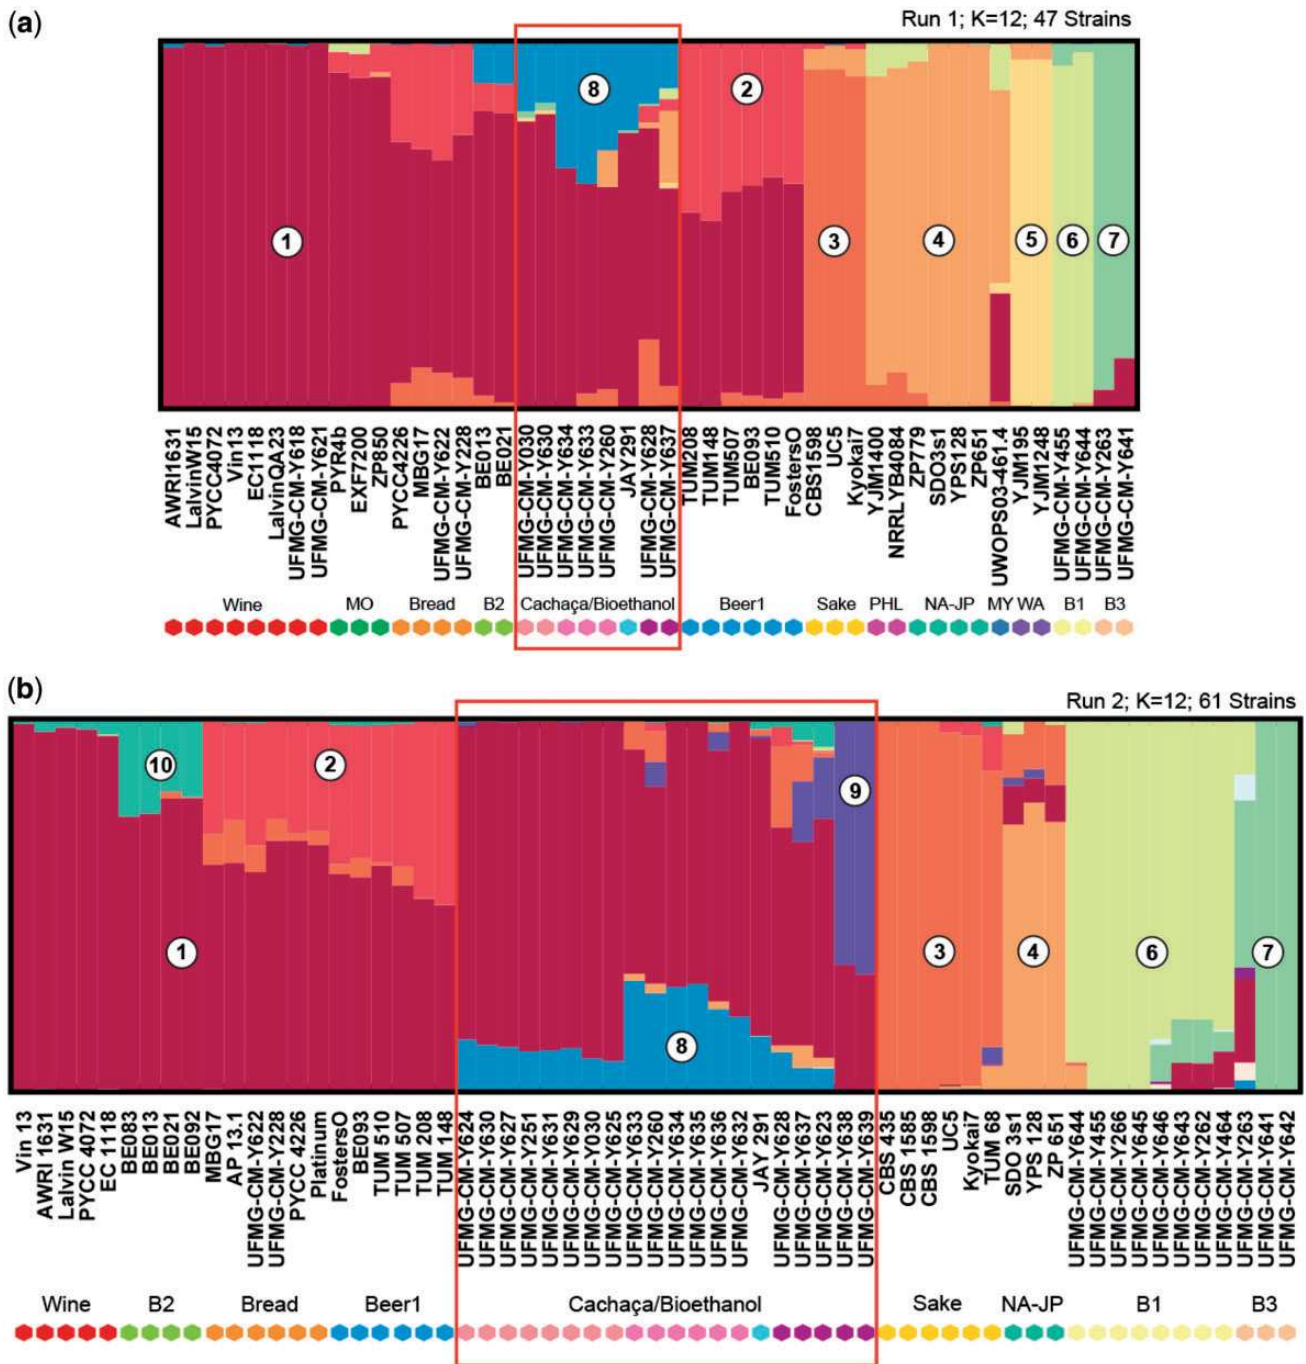 (a)
Run 1; K=12; 47 Strains
8
2
1
3
4
5
6
7
AWRI1631
LalvinW15
PYCC4072
Vin13
EC1118
LalvinQA23
UFMG-CM-Y618
UFMG-CM-Y621
PYR4b
EXF7200
ZP850
PYCC4226
MBG17
UFMG-CM-Y622
UFMG-CM-Y228
BE013
BE021
UFMG-CM-Y030
UFMG-CM-Y630
UFMG-CM-Y634
UFMG-CM-Y633
UFMG-CM-Y260
JAY291
UFMG-CM-Y628
UFMG-CM-Y637
TUM208
TUM148
TUM507
BE093
TUM510
FostersO
CBS1598
UC5
Kyokai7
YJM1400
NRRLYB4084
ZP779
SDO3s1
YPS128
ZP651
UWOPS03-461.4
YJM195
YJM1248
UFMG-CM-Y455
UFMG-CM-Y644
UFMG-CM-Y263
UFMG-CM-Y641
Wine MO Bread B2 Cachaça/Bioethanol Beer1 Sake PHL NA-JP MY WA B1 B3
(b)
Run 2; K=12; 61 Strains
10
2
9
1
3
4
6
7
8
Vin 13
AWRI 1631
Lalvin W15
PYCC 4072
EC 1118
BE083
BE013
BE021
BE092
MBG17
AP 13.1
UFMG-CM-Y622
UFMG-CM-Y228
PYCC 4226
Platinum
FostersO
BE093
TUM 510
TUM 507
TUM 208
TUM 148
UFMG-CM-Y624
UFMG-CM-Y630
UFMG-CM-Y627
UFMG-CM-Y251
UFMG-CM-Y631
UFMG-CM-Y629
UFMG-CM-Y030
UFMG-CM-Y625
UFMG-CM-Y633
UFMG-CM-Y260
UFMG-CM-Y634
UFMG-CM-Y635
UFMG-CM-Y636
UFMG-CM-Y632
JAY 291
UFMG-CM-Y628
UFMG-CM-Y637
UFMG-CM-Y623
UFMG-CM-Y638
UFMG-CM-Y639
CBS 435
CBS 1585
CBS 1598
UC5
Kyokai7
TUM 68
SDO 3s1
YPS 128
ZP 651
UFMG-CM-Y644
UFMG-CM-Y455
UFMG-CM-Y266
UFMG-CM-Y645
UFMG-CM-Y646
UFMG-CM-Y643
UFMG-CM-Y262
UFMG-CM-Y464
UFMG-CM-Y263
UFMG-CM-Y641
UFMG-CM-Y642
Wine B2 Bread Beer1 Cachaça/Bioethanol Sake NA-JP B1 B3